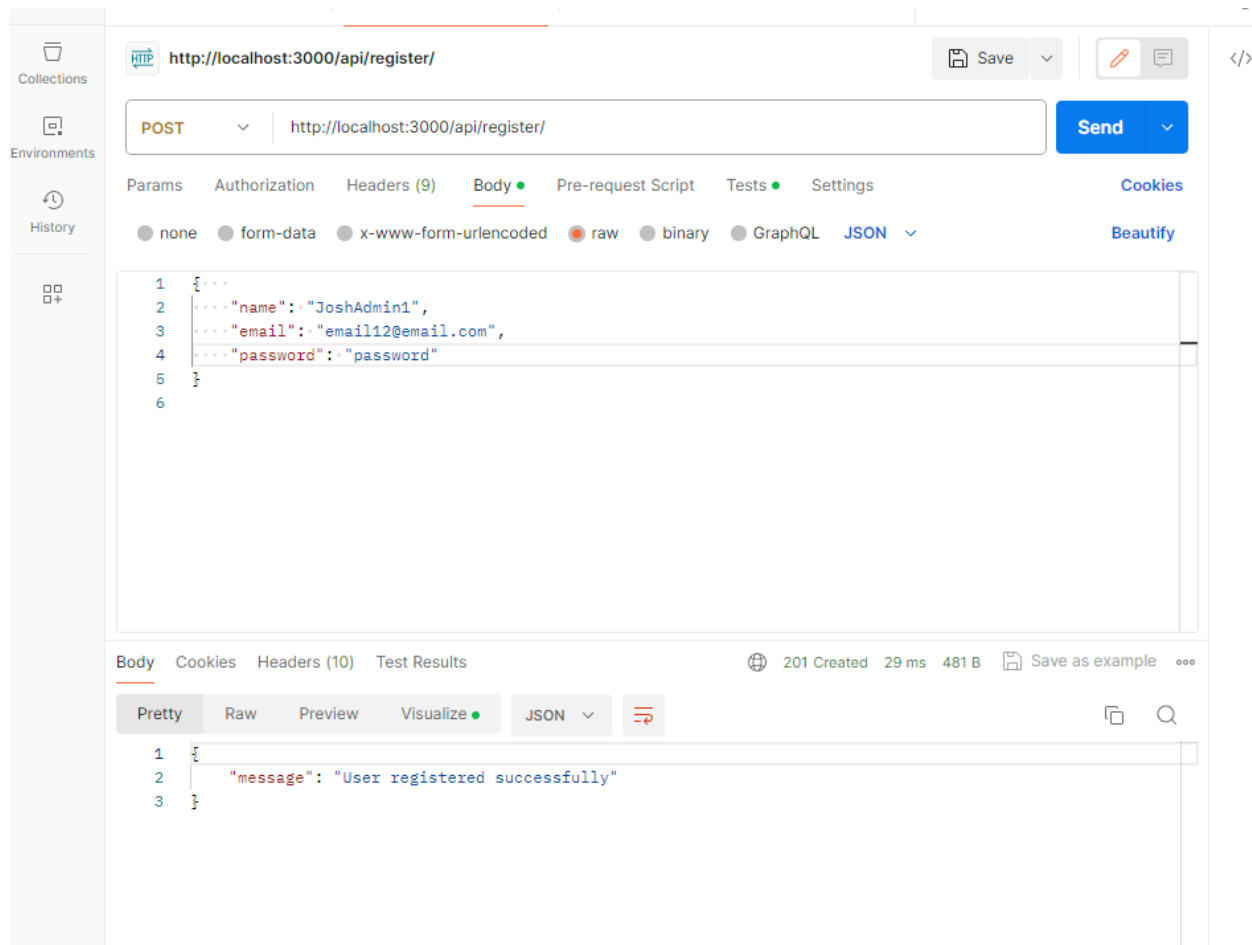 Collections
Environments
History
HTTP http://localhost:3000/api/register/
Save
POST http://localhost:3000/api/register/ Send
Params Authorization Headers (9) Body Pre-request Script Tests Settings Cookies
none form-data x-www-form-urlencoded raw binary GraphQL JSON Beautify
1 {
2 "name": "JoshAdmin1",
3 "email": "email12@email.com",
4 "password": "password"
5 }
6
Body Cookies Headers (10) Test Results 201 Created 29 ms 481 B Save as example
Pretty Raw Preview Visualize JSON
1 {
2 "message": "User registered successfully"
3 }